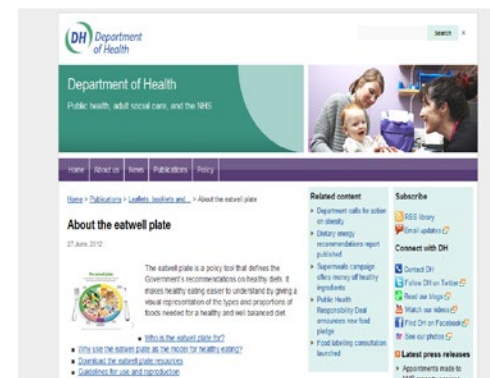 DH Department
of Health
Search
Department of Health
Public health, adult social care, and the NHS
Home
About us
News
Publications
Policy
Home > Publications > Leaflets, booklets and... > About the eatwell plate
About the eatwell plate
27 June, 2012
The eatwell plate is a policy tool that defines the
Government's recommendations on healthy diets. It
makes healthy eating easier to understand by giving a
visual representation of the types and proportions of
foods needed for a healthy and well balanced diet
Who is the eatwell plate for?
Why use the eatwell plate as the model for healthy eating?
Download the eatwell plate resources
Guidelines for use and reproduction
Related content
Department calls for action
on obesity
Dietary energy
recommendations report
published
Supermeals campaign
offers money off healthy
ingredients
Public Health
Responsibility Deal
announces new food
pledge
Food labelling consultation
launched
Subscribe
RSS library
Email updates
Connect with DH
Contact DH
Follow DH on Twitter
Read our blogs
Watch our videos
Find DH on Facebook
See our photos
Latest press releases
Appointments made to